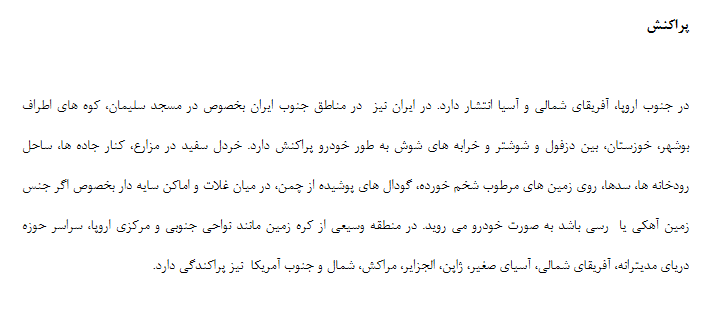 پراکنش
در جنوب اروپا، آفریقای شمالی و آسیا انتشار دارد. در ایران نیز در مناطق جنوب ایران بخصوص در مسجد سلیمان، کوه های اطراف
بوشهر، خوزستان، بین دزفول و شوشتر و خرابه های شوش به طور خودرو پراکنش دارد. خردل سفید در مزارع، کنار جاده ها، ساحل
رودخانه ها، سدها، روی زمین های مرطوب شخم خورده، گودال های پوشیده از چمن، در میان غلات و اماکن سایه دار بخصوص اگر جنس
زمین آهکی یا رسی باشد به صورت خودرو می روید. در منطقه وسیعی از کره زمین مانند نواحی جنوبی و مرکزی اروپا، سراسر حوزه
دریای مدیترانه، آفریقای شمالی، آسیای صغیر، ژاپن، الجزایر، مراکش، شمال و جنوب آمریکا نیز پراکندگی دارد.